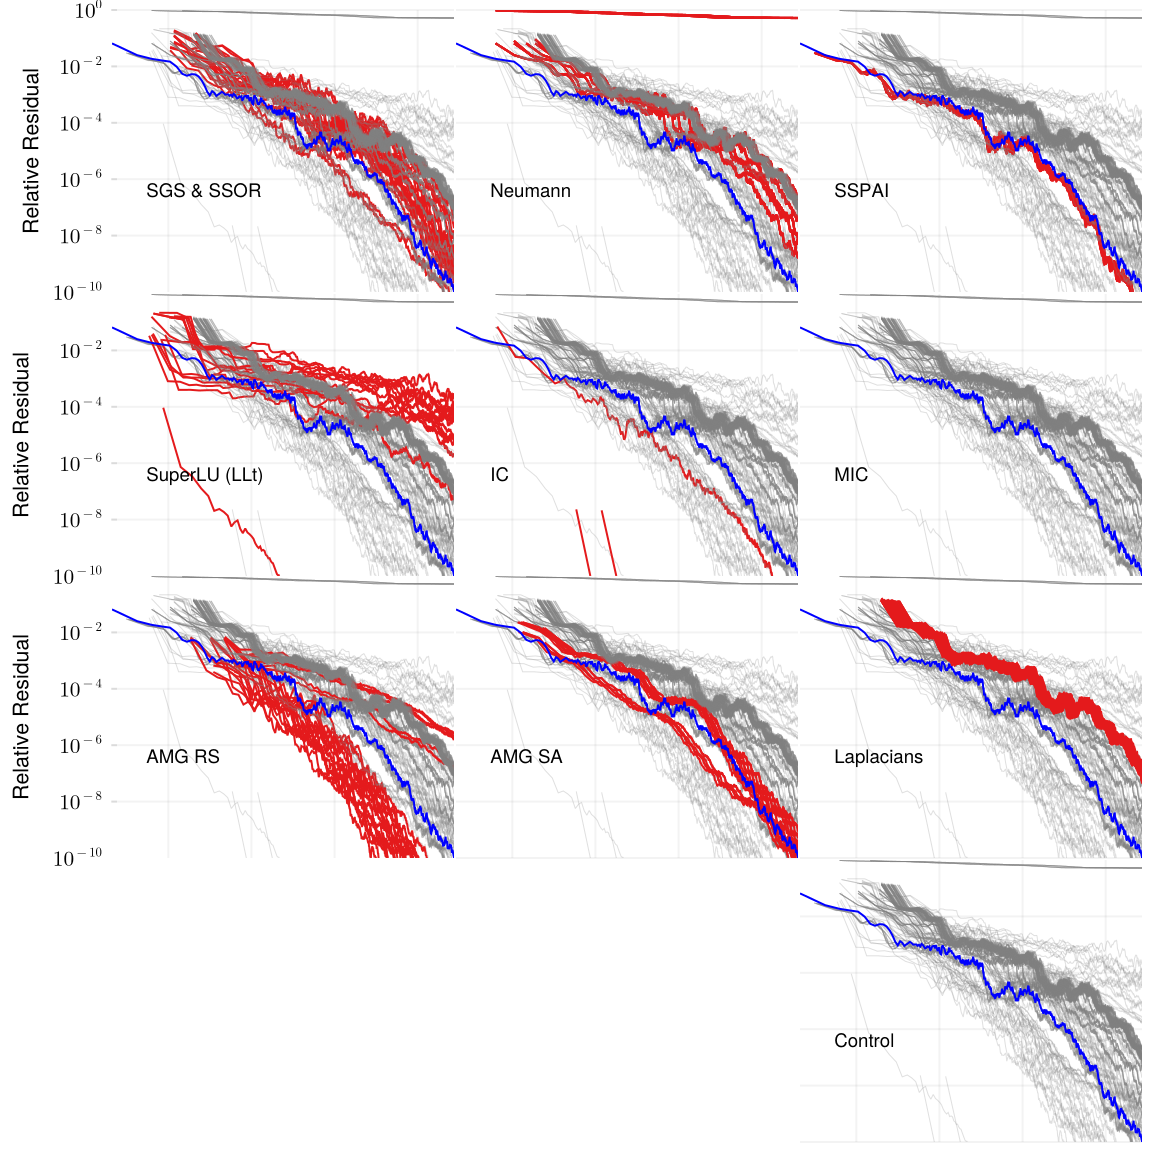 10^0
10^-2
10^-4
10^-6
10^-8
10^-10
Relative Residual
SGS & SSOR
Neumann
SSPAI
10^-2
10^-4
10^-6
10^-8
10^-10
Relative Residual
SuperLU (LLt)
IC
MIC
10^-2
10^-4
10^-6
10^-8
10^-10
Relative Residual
AMG RS
AMG SA
Laplacians
Control